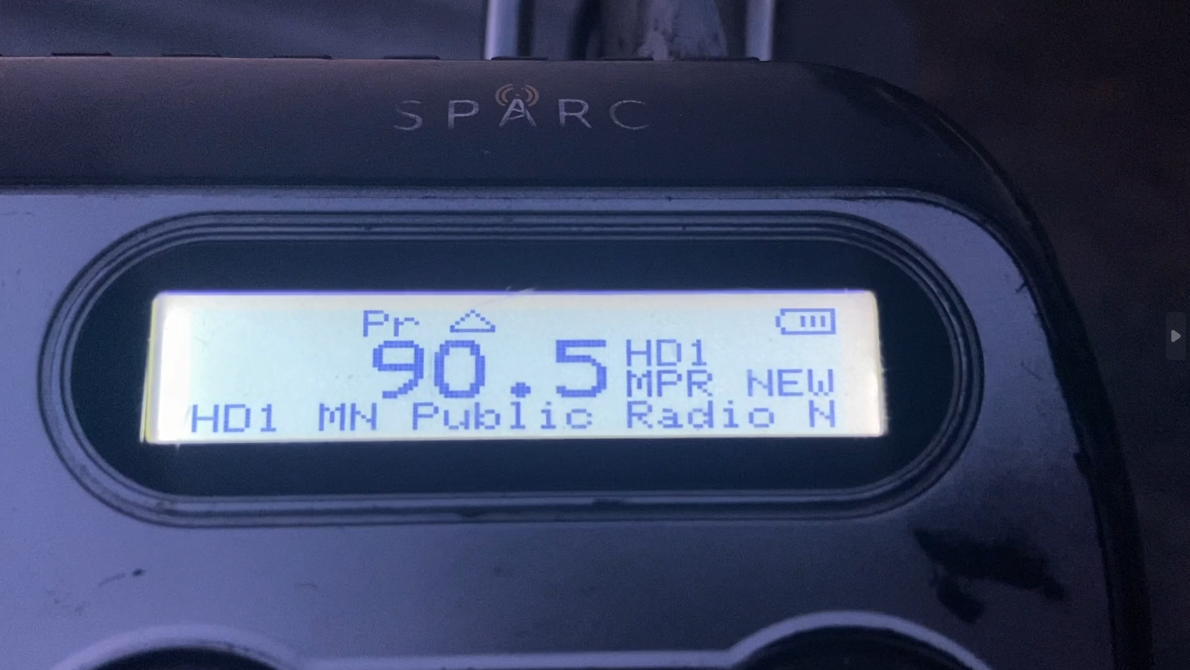 SPARC
Pr
90.5 HD1
MPR NEW
HD1 MN Public Radio N